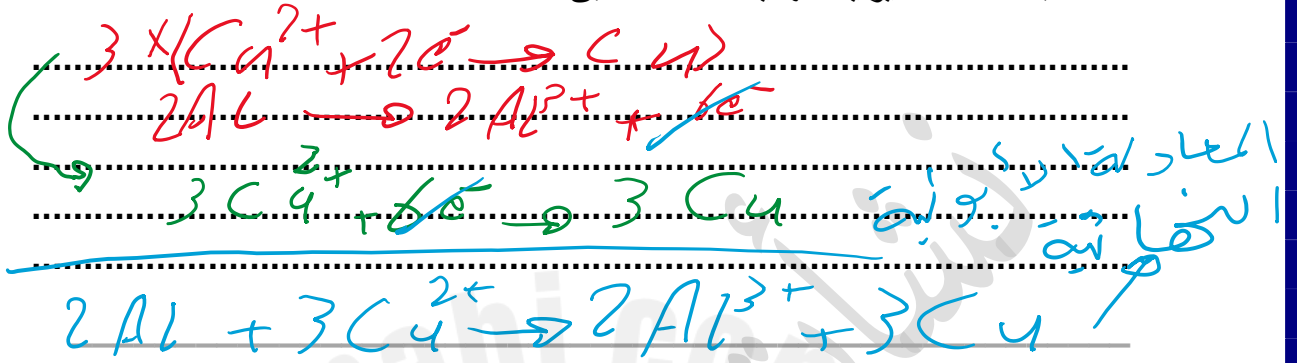 3 × (Cu²⁺ + 2e⁻ → Cu)
2Al → 2Al³⁺ + 6e⁻
3Cu²⁺ + 6e⁻ → 3Cu
المعادلة الأيونية
النهائية
2Al + 3Cu²⁺ → 2Al³⁺ + 3Cu